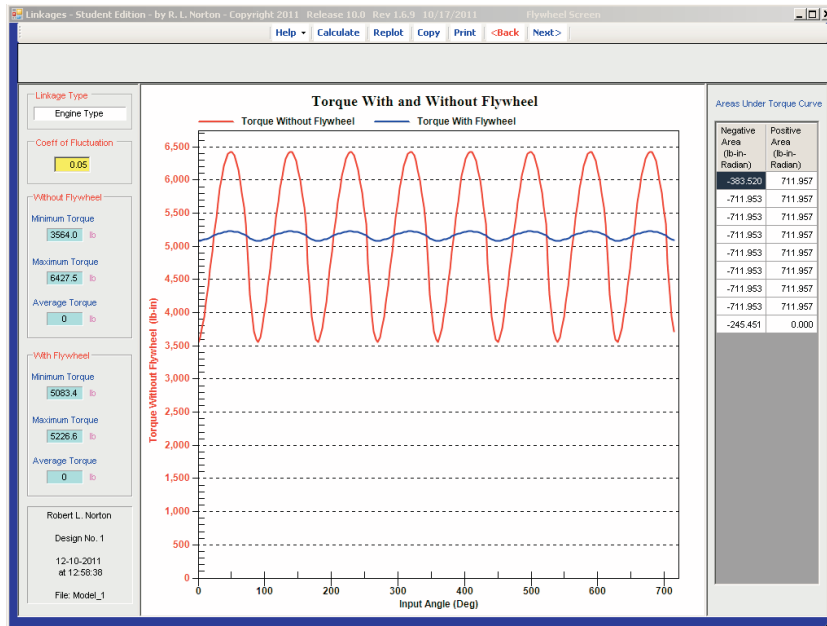 Linkages - Student Edition - by R. L. Norton - Copyright 2011 Release 10.0 Rev 1.6.9 10/17/2011 Flywheel Screen
Help Calculate Replot Copy Print <Back Next>
Linkage Type
Engine Type
Coeff of Fluctuation
0.05
Without Flywheel
Minimum Torque
3564.0 lb
Maximum Torque
6427.5 lb
Average Torque
0 lb
With Flywheel
Minimum Torque
5083.4 lb
Maximum Torque
5226.6 lb
Average Torque
0 lb
Robert L. Norton
Design No. 1
12-10-2011
at 12:58:38
File: Model_1
Torque With and Without Flywheel
Torque Without Flywheel Torque With Flywheel
Torque Without Flywheel (lb-in)
6,500
6,000
5,500
5,000
4,500
4,000
3,500
3,000
2,500
2,000
1,500
1,000
500
0
0 100 200 300 400 500 600 700
Input Angle (Deg)
Areas Under Torque Curve
Negative Area (lb-in-Radian) Positive Area (lb-in-Radian)
-383.520 711.957
-711.953 711.957
-711.953 711.957
-711.953 711.957
-711.953 711.957
-711.953 711.957
-711.953 711.957
-711.953 711.957
-245.451 0.000